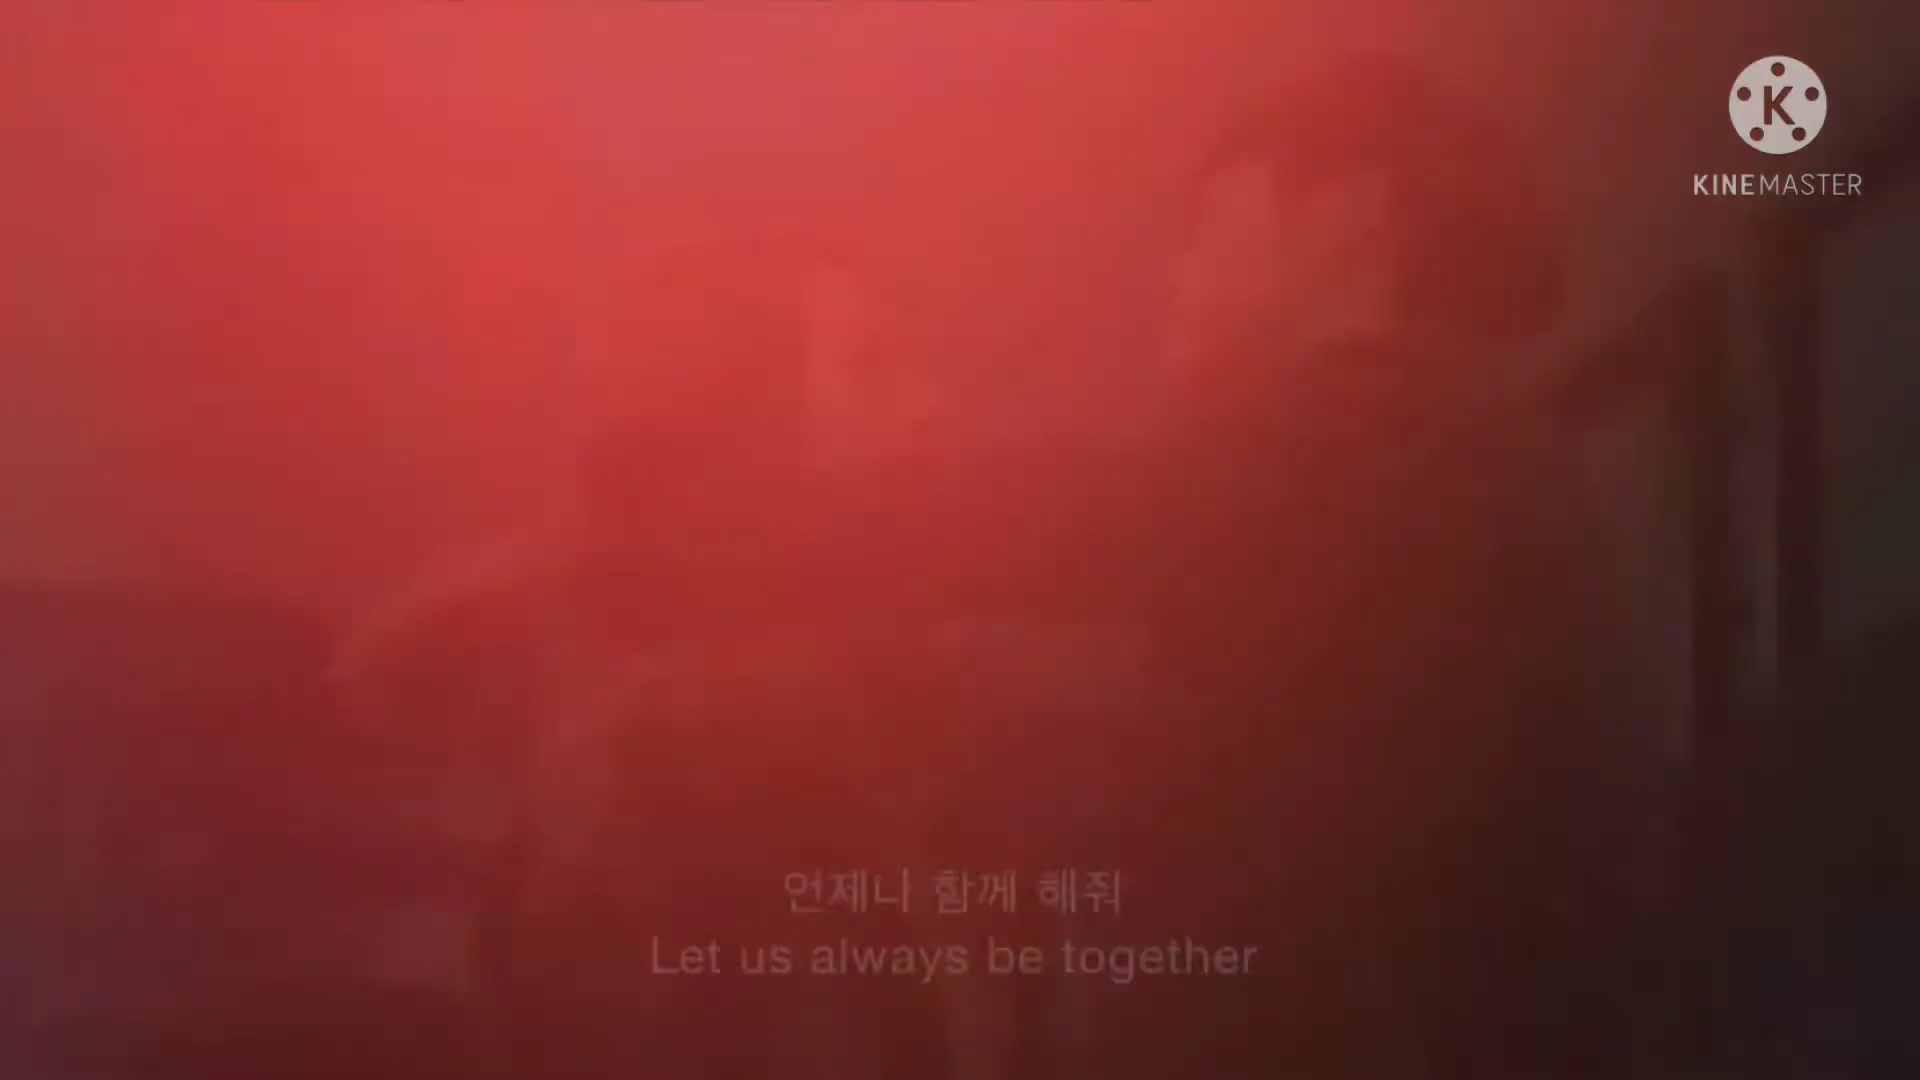 K
KINEMASTER
언제나 함께 해줘
Let us always be together